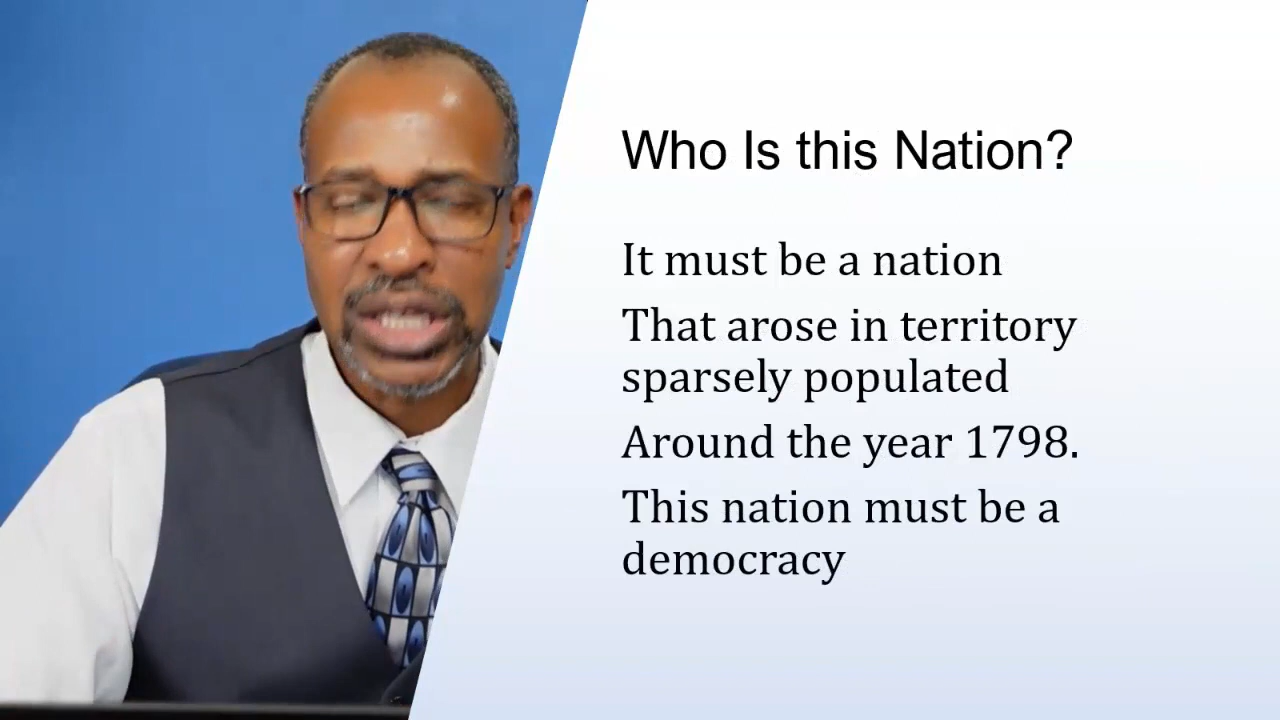 Who Is this Nation?
It must be a nation
That arose in territory
sparsely populated
Around the year 1798.
This nation must be a
democracy